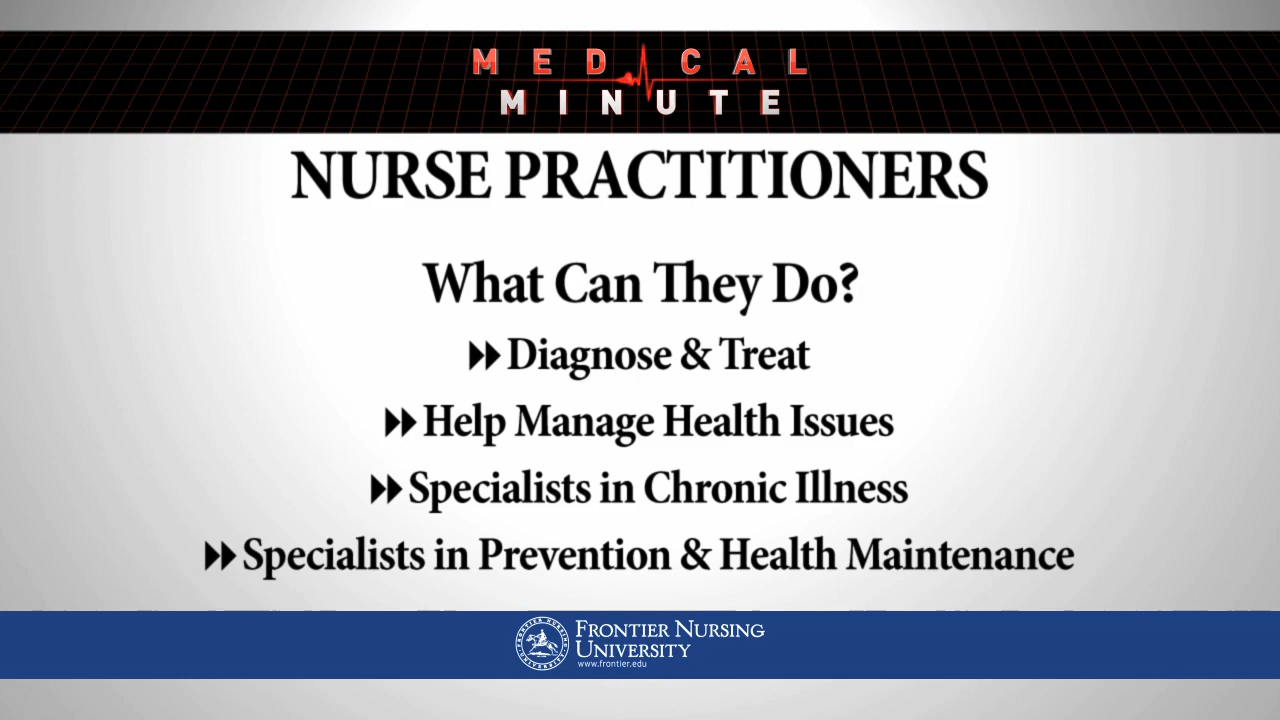 MEDICAL
MINUTE
NURSE PRACTITIONERS
What Can They Do?
Diagnose & Treat
Help Manage Health Issues
Specialists in Chronic Illness
Specialists in Prevention & Health Maintenance
FRONTIER NURSING
UNIVERSITY
www.frontier.edu